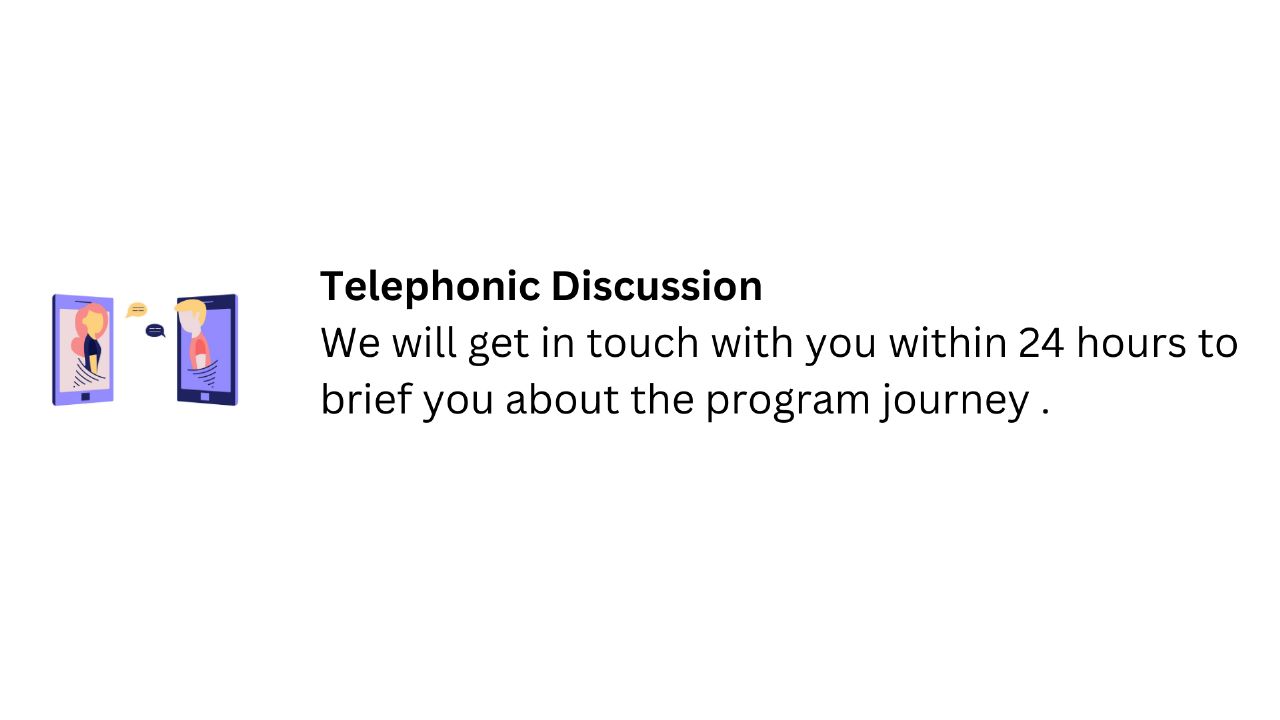 Telephonic Discussion
We will get in touch with you within 24 hours to
brief you about the program journey .